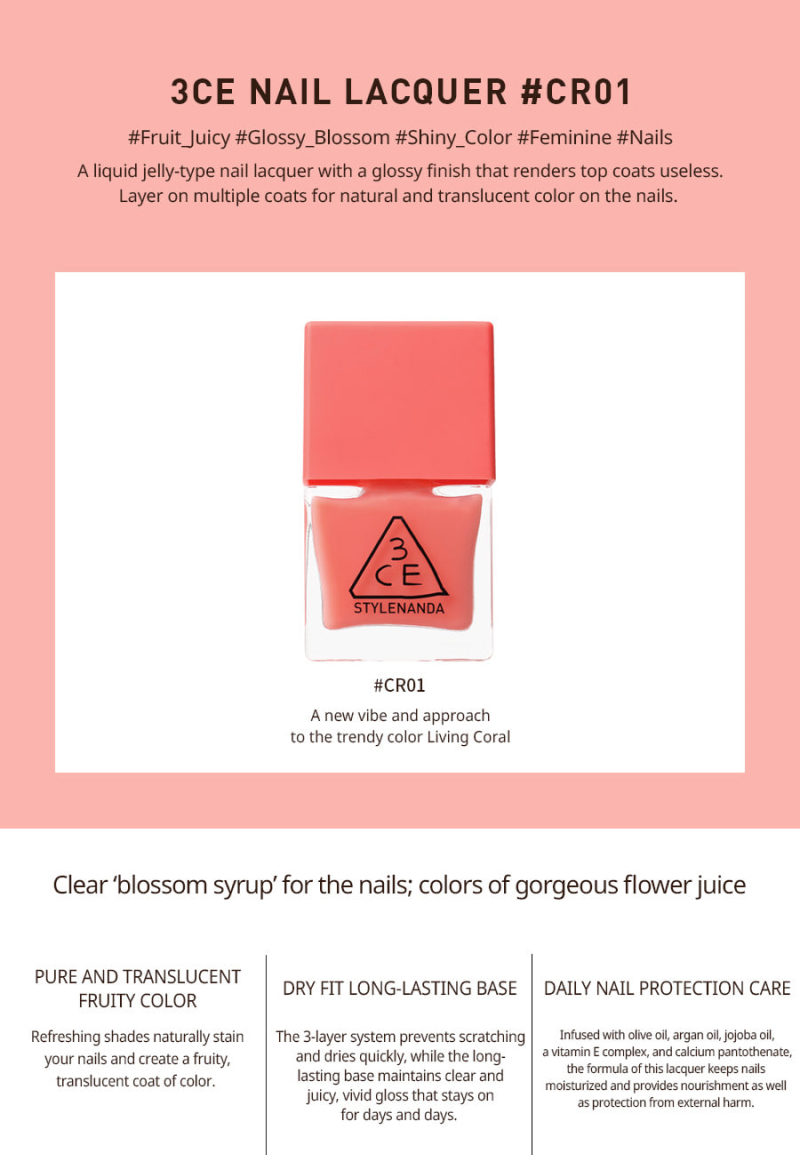 3CE NAIL LACQUER #CR01
#Fruit_Juicy #Glossy_Blossom #Shiny_Color #Feminine #Nails
A liquid jelly-type nail lacquer with a glossy finish that renders top coats useless.
Layer on multiple coats for natural and translucent color on the nails.
3
CE
STYLENANDA
#CR01
A new vibe and approach
to the trendy color Living Coral
Clear ‘blossom syrup’ for the nails; colors of gorgeous flower juice
PURE AND TRANSLUCENT
FRUITY COLOR
Refreshing shades naturally stain
your nails and create a fruity,
translucent coat of color.
DRY FIT LONG-LASTING BASE
The 3-layer system prevents scratching
and dries quickly, while the long-
lasting base maintains clear and
juicy, vivid gloss that stays on
for days and days.
DAILY NAIL PROTECTION CARE
Infused with olive oil, argan oil, jojoba oil,
a vitamin E complex, and calcium pantothenate,
the formula of this lacquer keeps nails
moisturized and provides nourishment as well
as protection from external harm.